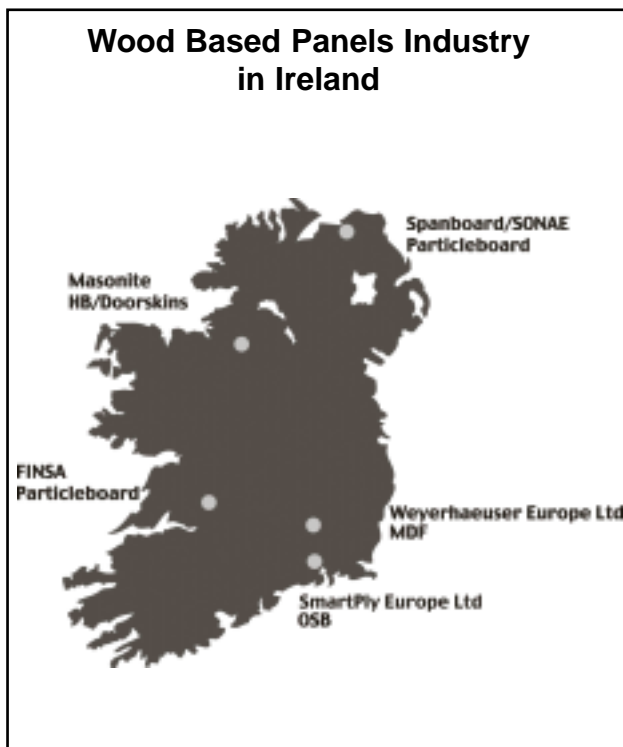 Wood Based Panels Industry
in Ireland
Spanboard/SONAE
Particleboard
Masonite
HB/Doorskins
FINSA
Particleboard
Weyerhaeuser Europe Ltd
MDF
SmartPly Europe Ltd
OSB